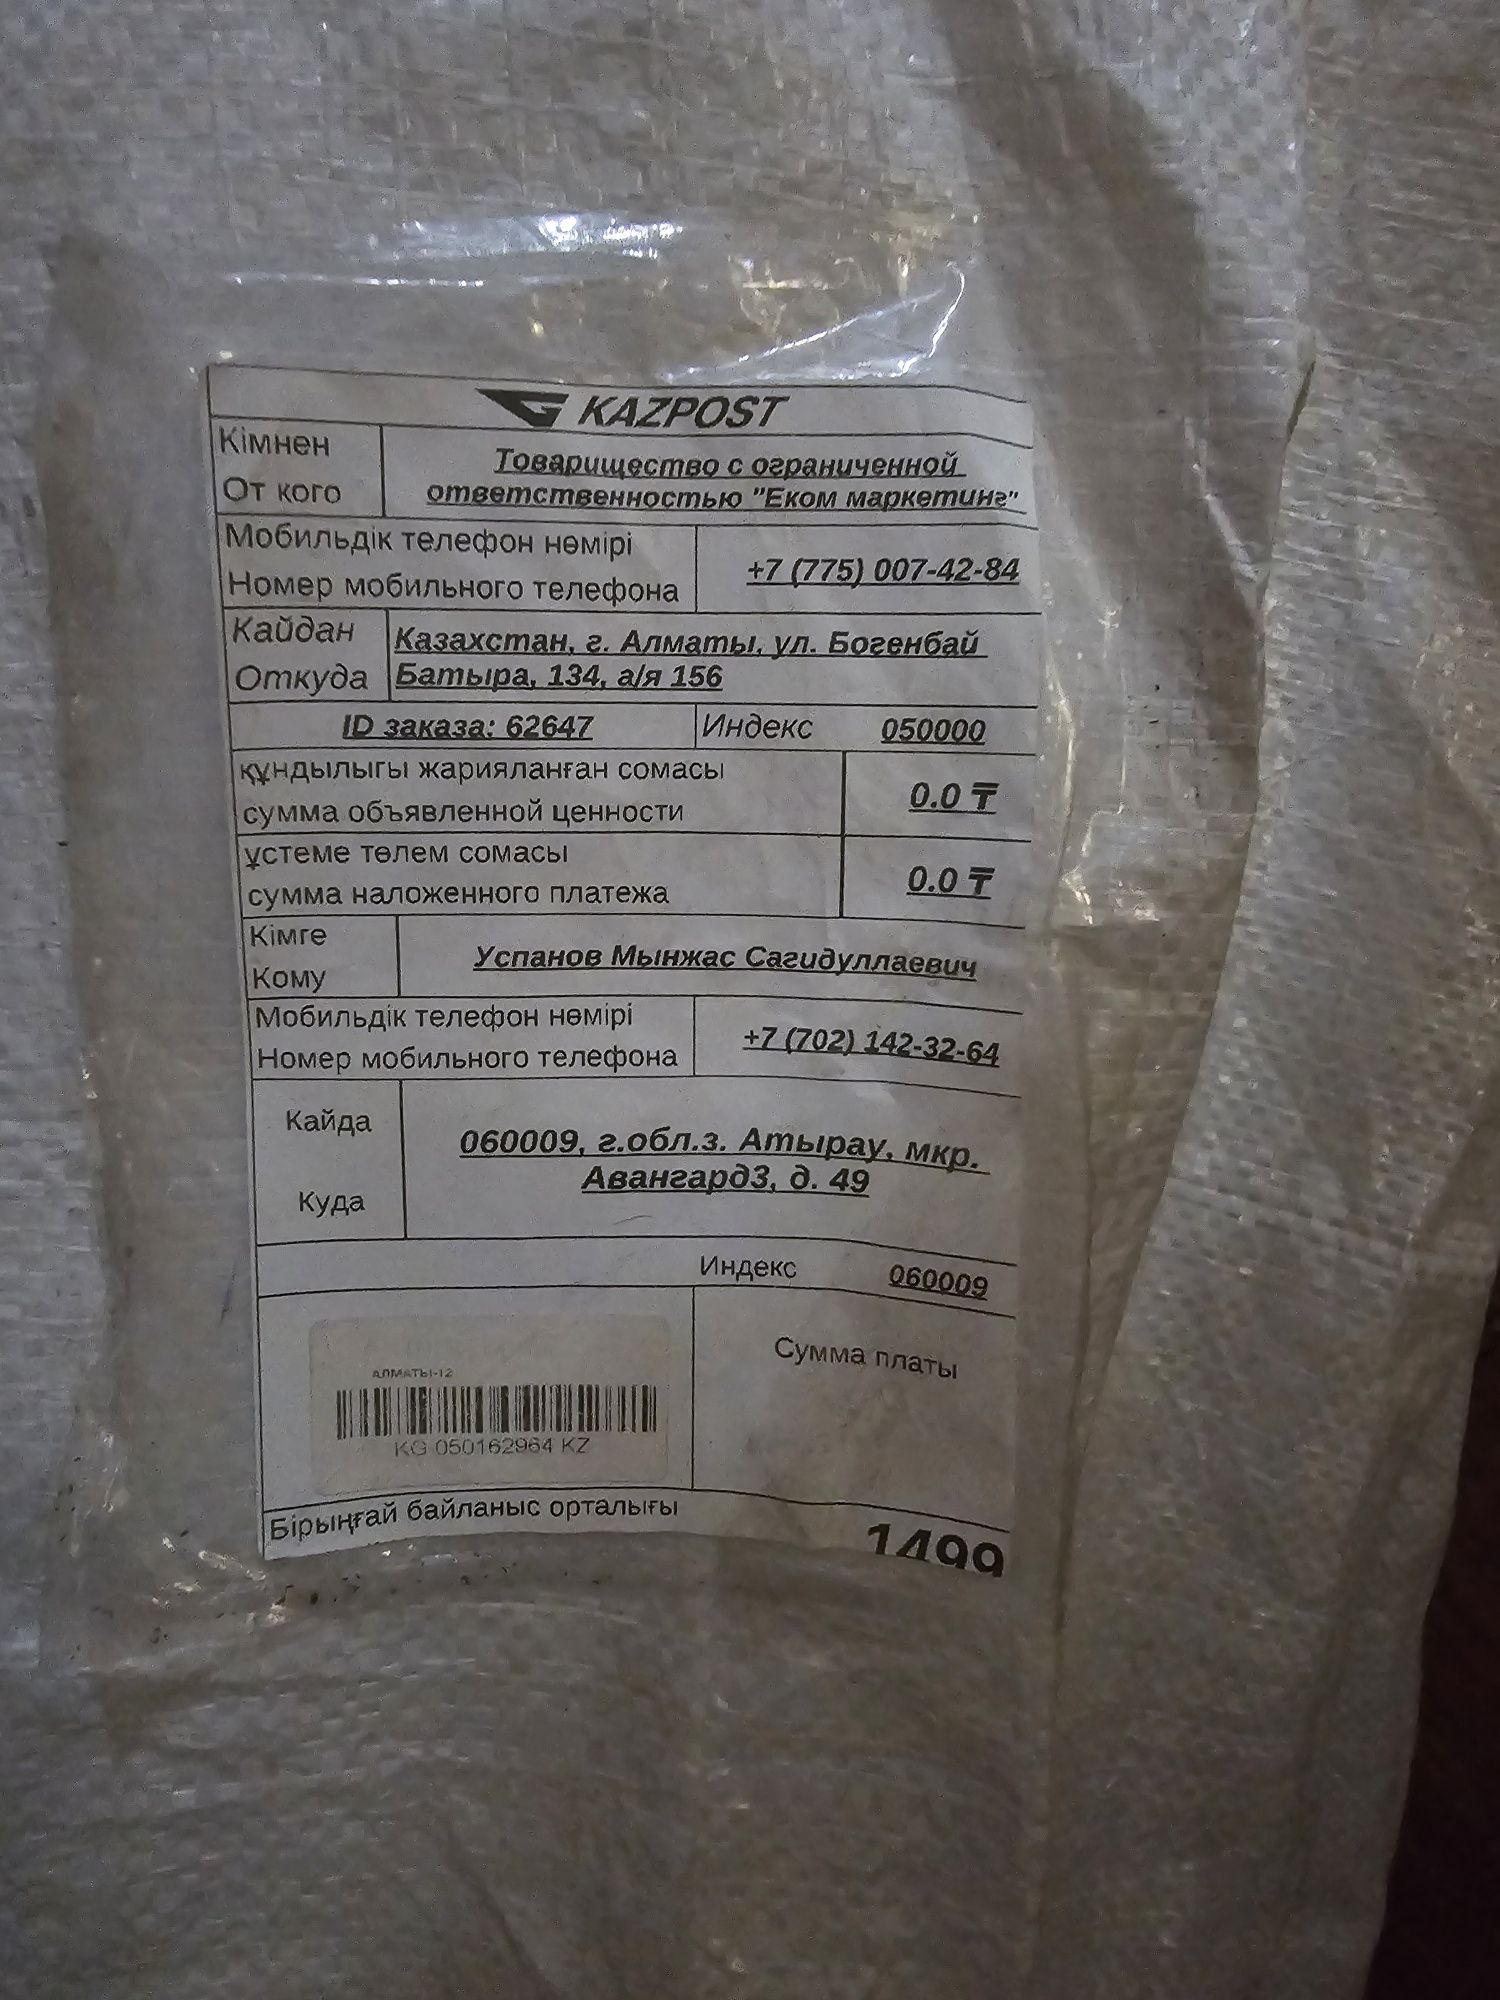 KAZPOST
Кімнен
От кого
Товарищество с ограниченной
ответственностью "Еком маркетинг"
Мобильдік телефон нөмірі
Номер мобильного телефона
+7 (775) 007-42-84
Кайдан
Откуда
Казахстан, г. Алматы, ул. Богенбай
Батыра, 134, а/я 156
ID заказа: 62647
Индекс 050000
құндылыгы жарияланған сомасы
сумма объявленной ценности
0.0 ₸
ұстеме төлем сомасы
сумма наложенного платежа
0.0 ₸
Кімге
Кому
Успанов Мынжас Сагидуллаевич
Мобильдік телефон нөмірі
Номер мобильного телефона
+7 (702) 142-32-64
Кайда
Куда
060009, г.обл.з. Атырау, мкр.
Авангард3, д. 49
Индекс 060009
АЛМАТЫ-12
KG 050162964 KZ
Сумма платы
Бірыңғай байланыс орталығы
1499